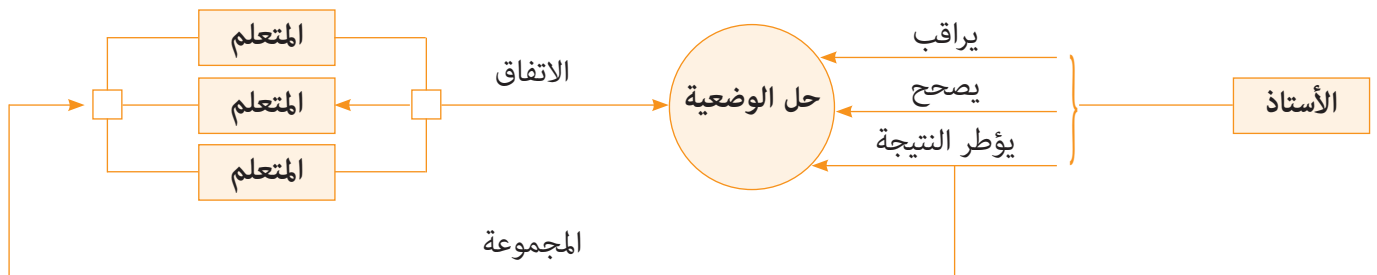 الأستاذ
يراقب
يصحح
يؤطر النتيجة
حل الوضعية
الاتفاق
المتعلم
المتعلم
المتعلم
المجموعة